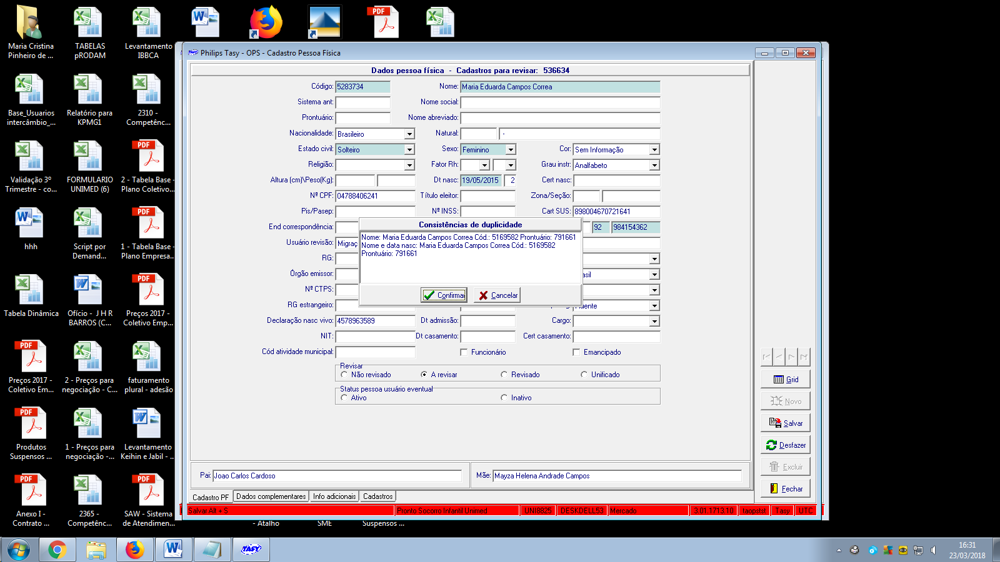 Maria Cristina
Pinheiro de ...
TABELAS
pRODAM
Levantamento
IBBCA
Base_Usuarios
intercâmbio_...
Relatório para
KPMG1
2310 -
Competênc...
Validação 3º
Trimestre - co...
FORMULARIO
UNIMED (6)
2 - Tabela Base -
Plano Coletivo...
hhh
Script por
Demand...
1 - Tabela Base -
Plano Empresa...
Tabela Dinâmica
Ofício - J H R
BARROS (C...
Preços 2017 -
Coletivo Emp...
Preços 2017 -
Coletivo Em...
2 - Preços para
negociação - C...
faturamento
plural - adesão
Produtos
Suspensos ...
1 - Preços para
negociação -...
Levantamento
Keihin e Jabil - ...
Anexo I -
Contrato ...
2365 -
Competênc...
SAW - Sistema
de Atendimen...
- Atalho
SME
Suspensos ...
PDF
TASY Philips Tasy - OPS - Cadastro Pessoa Física
Dados pessoa física - Cadastros para revisar: 536634
Código: 5283734 Nome: Maria Eduarda Campos Correa
Sistema ant: Nome social:
Prontuário: Nome abreviado:
Nacionalidade: Brasileiro Natural: -
Estado civil: Solteiro Sexo: Feminino Cor: Sem Informação
Religião: Fator Rh: Grau instr: Analfabeto
Altura (cm)\Peso(Kg): Dt nasc: 19/05/2015 2 Cert nasc:
Nº CPF: 04788406241 Título eleitor: Zona/Seção:
Pis/Pasep: Nº INSS: Cart SUS: 898004670721641
End correspondência: 92 984154362
Usuário revisão: Migraç
RG:
Órgão emissor: asil
Nº CTPS:
RG estrangeiro:
Consistências de duplicidade
Nome: Maria Eduarda Campos Correa Cód.: 5169582 Prontuário: 791661
Nome e data nasc: Maria Eduarda Campos Correa Cód.: 5169582
Prontuário: 791661
Confirmar Cancelar
Declaração nasc vivo: 4578963589 Dt admissão: Cargo:
NIT: Dt casamento: Cert casamento:
Cód atividade municipal: Funcionário Emancipado
Revisar
Não revisado A revisar Revisado Unificado
Status pessoa usuário eventual
Ativo Inativo
Grid
Novo
Salvar
Desfazer
Excluir
Fechar
Pai: Joao Carlos Cardoso Mãe: Mayza Helena Andrade Campos
Cadastro PF Dados complementares Info adicionais Cadastros
Salvar Alt + S Pronto Socorro Infantil Unimed UNI8825 DESKDELL53 Mercado 3.01.1713.10 taopstst Tasy UTC
TASY
16:31
23/03/2018